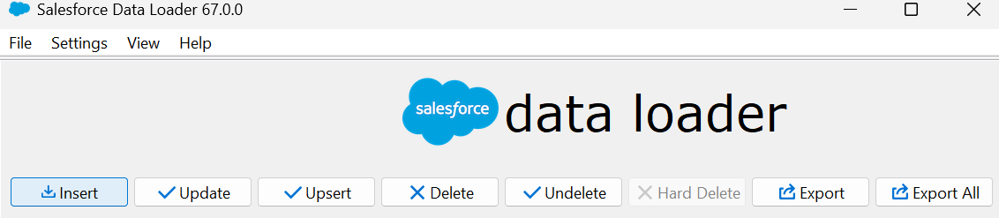 Salesforce Data Loader 67.0.0
File Settings View Help
salesforce data loader
Insert Update Upsert Delete Undelete Hard Delete Export Export All